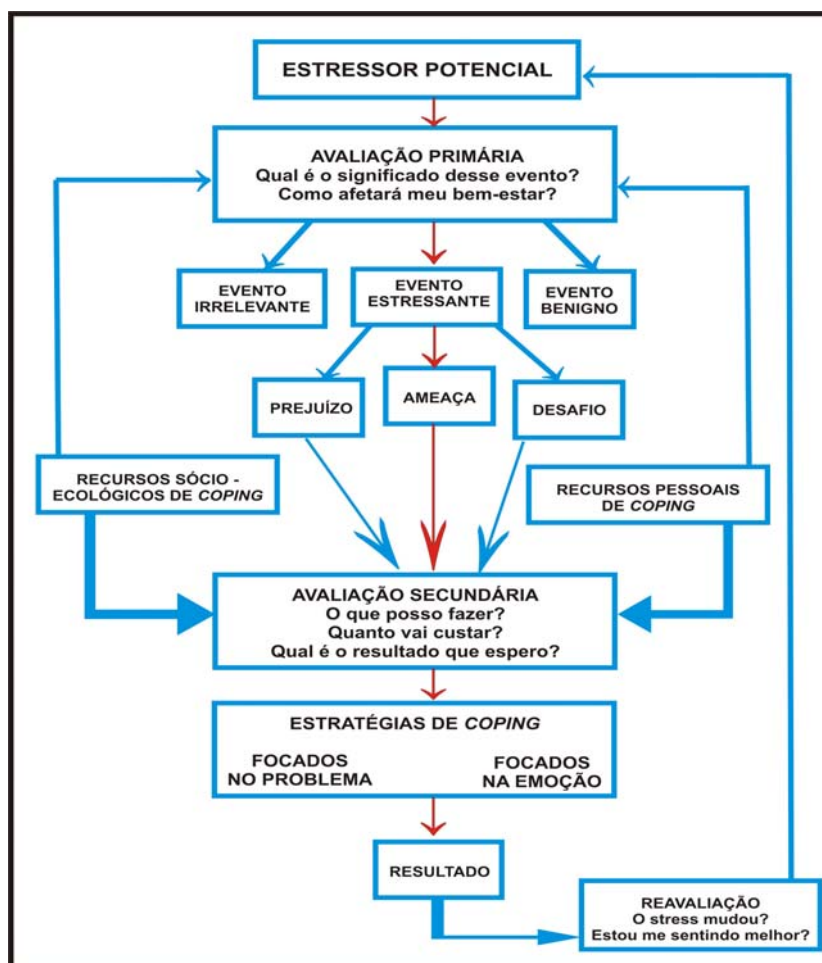 ESTRESSOR POTENCIAL
AVALIAÇÃO PRIMÁRIA
Qual é o significado desse evento?
Como afetará meu bem-estar?
EVENTO
IRRELEVANTE
EVENTO
ESTRESSANTE
EVENTO
BENIGNO
PREJUÍZO
AMEAÇA
DESAFIO
RECURSOS SÓCIO -
ECOLÓGICOS DE COPING
RECURSOS PESSOAIS
DE COPING
AVALIAÇÃO SECUNDÁRIA
O que posso fazer?
Quanto vai custar?
Qual é o resultado que espero?
ESTRATÉGIAS DE COPING
FOCADOS
NO PROBLEMA
FOCADOS
NA EMOÇÃO
RESULTADO
REAVALIAÇÃO
O stress mudou?
Estou me sentindo melhor?